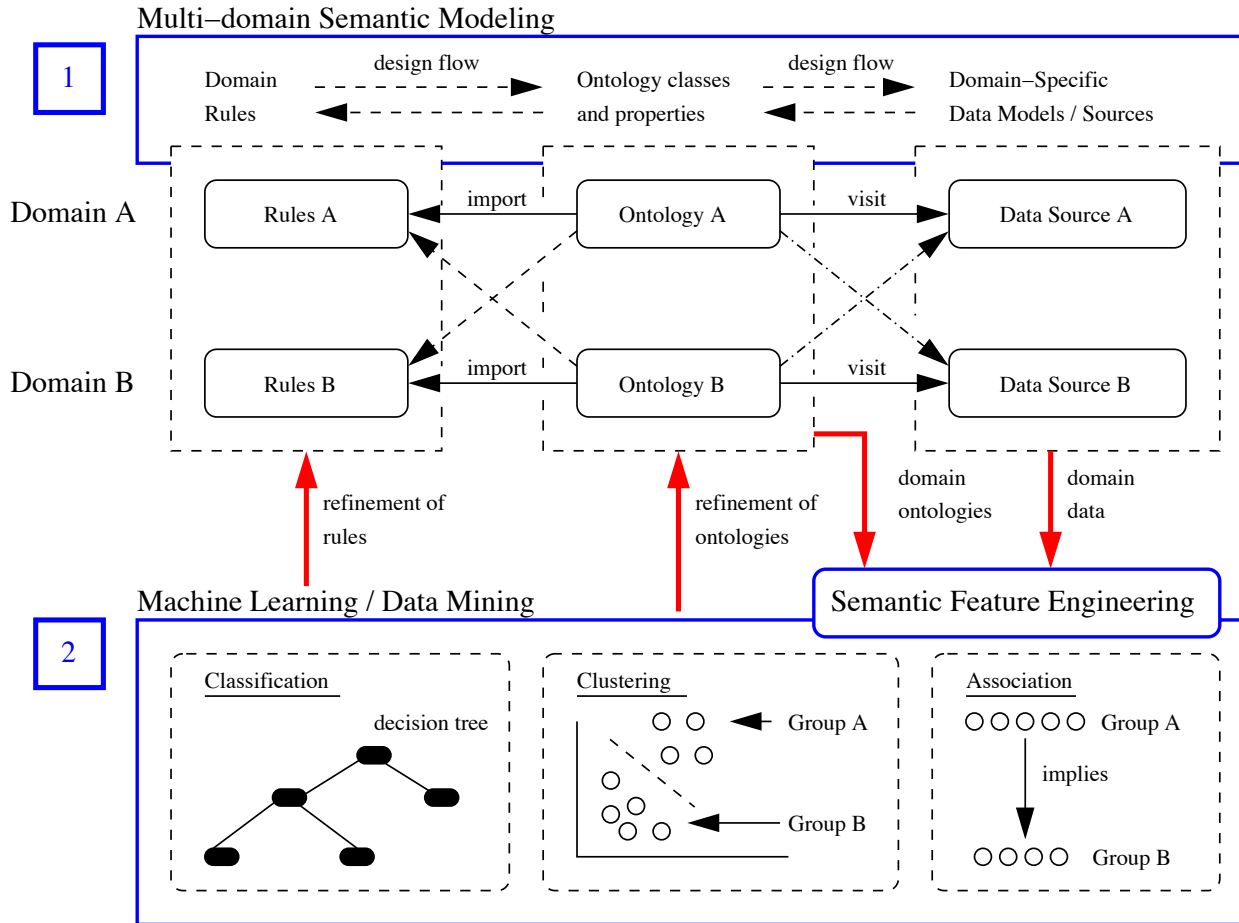 Multi−domain Semantic Modeling
1
design flow
design flow
Domain
Rules
Ontology classes
and properties
Domain−Specific
Data Models / Sources
Domain A
Rules A
import
Ontology A
visit
Data Source A
Domain B
Rules B
import
Ontology B
visit
Data Source B
refinement of
rules
refinement of
ontologies
domain
ontologies
domain
data
Machine Learning / Data Mining
Semantic Feature Engineering
2
Classification
decision tree
Clustering
Group A
Group B
Association
Group A
implies
Group B